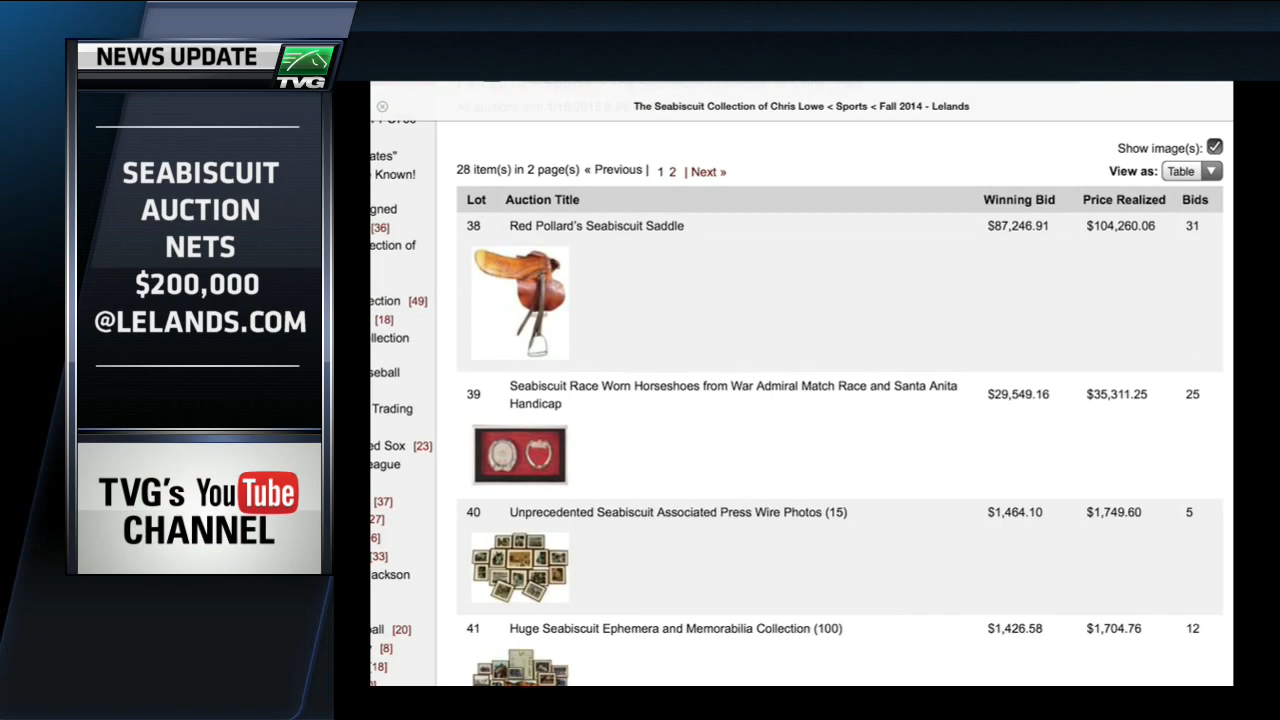 NEWS UPDATE
TVG
SEABISCUIT
AUCTION
NETS
$200,000
@LELANDS.COM
TVG's YouTube
CHANNEL
The Seabiscuit Collection of Chris Lowe < Sports < Fall 2014 - Lelands
ates"
Known!
gned
[36]
ection of
ection [49]
[18]
llection
seball
Trading
ed Sox [23]
eague
[37]
27]
6]
[33]
ackson
all [20]
[8]
[18]
Show image(s):
28 item(s) in 2 page(s) « Previous | 1 2 | Next »
View as: Table
Lot Auction Title Winning Bid Price Realized Bids
38 Red Pollard's Seabiscuit Saddle $87,246.91 $104,260.06 31
39 Seabiscuit Race Worn Horseshoes from War Admiral Match Race and Santa Anita Handicap $29,549.16 $35,311.25 25
40 Unprecedented Seabiscuit Associated Press Wire Photos (15) $1,464.10 $1,749.60 5
41 Huge Seabiscuit Ephemera and Memorabilia Collection (100) $1,426.58 $1,704.76 12